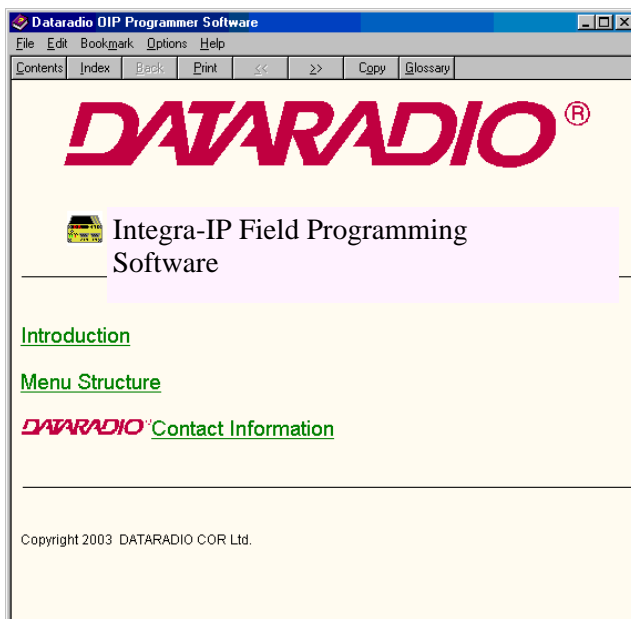 Dataradio OIP Programmer Software
File Edit Bookmark Options Help
Contents Index Back Print << >> Copy Glossary
DATARADIO®
Integra-IP Field Programming
Software
Introduction
Menu Structure
DATARADIO Contact Information
Copyright 2003 DATARADIO COR Ltd.